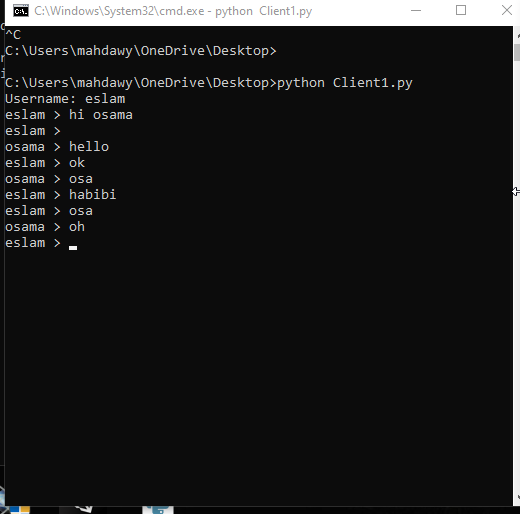 C:\Windows\System32\cmd.exe - python  Client1.py
^C
C:\Users\mahdawy\OneDrive\Desktop>
C:\Users\mahdawy\OneDrive\Desktop>python Client1.py
Username: eslam
eslam > hi osama
eslam >
osama > hello
eslam > ok
osama > osa
eslam > habibi
eslam > osa
osama > oh
eslam >